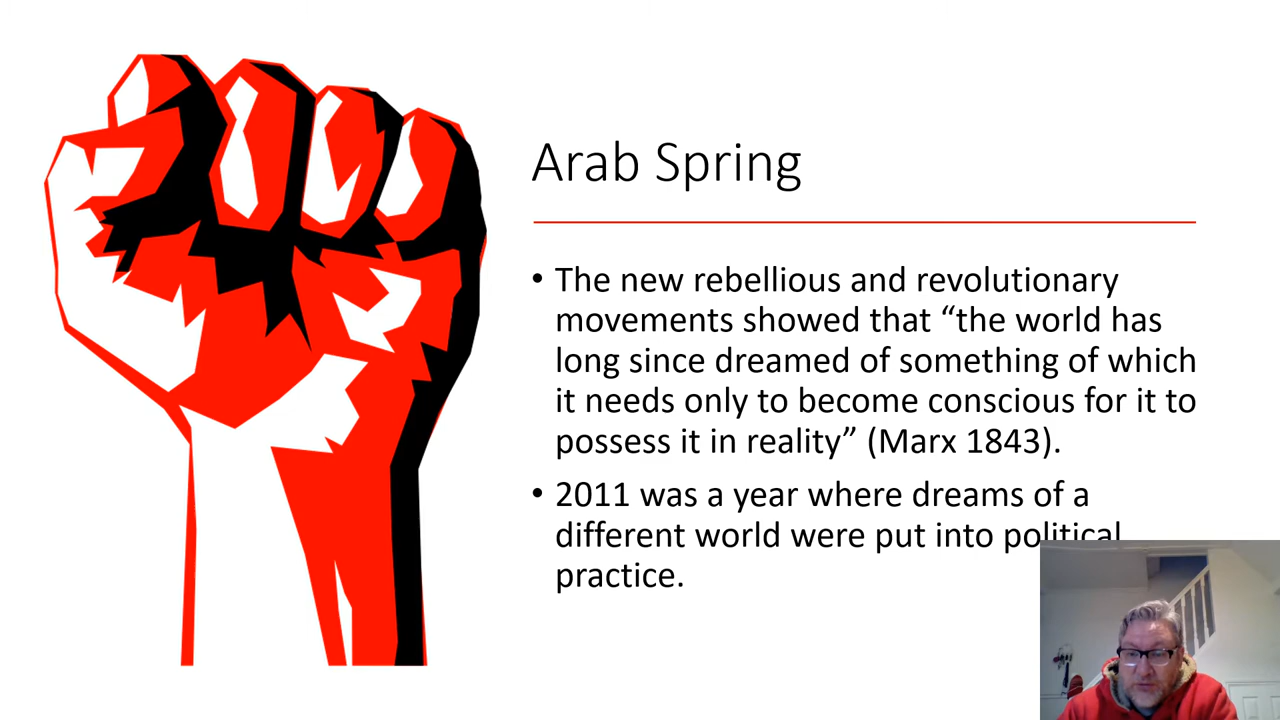 Arab Spring
• The new rebellious and revolutionary
movements showed that “the world has
long since dreamed of something of which
it needs only to become conscious for it to
possess it in reality” (Marx 1843).
• 2011 was a year where dreams of a
different world were put into political
practice.